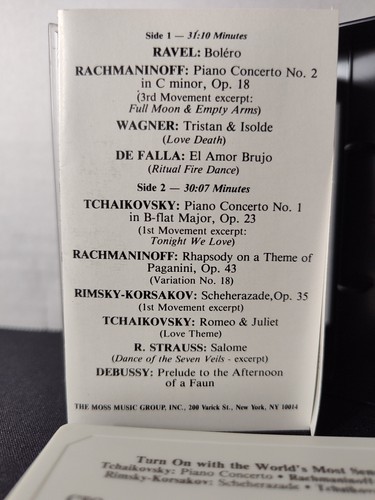 Side 1 — 31:10 Minutes
RAVEL: Boléro
RACHMANINOFF: Piano Concerto No. 2
in C minor, Op. 18
(3rd Movement excerpt:
Full Moon & Empty Arms)
WAGNER: Tristan & Isolde
(Love Death)
DE FALLA: El Amor Brujo
(Ritual Fire Dance)
Side 2 — 30:07 Minutes
TCHAIKOVSKY: Piano Concerto No. 1
in B-flat Major, Op. 23
(1st Movement excerpt:
Tonight We Love)
RACHMANINOFF: Rhapsody on a Theme of
Paganini, Op. 43
(Variation No. 18)
RIMSKY-KORSAKOV: Scheherazade,Op. 35
(1st Movement excerpt)
TCHAIKOVSKY: Romeo & Juliet
(Love Theme)
R. STRAUSS: Salome
(Dance of the Seven Veils - excerpt)
DEBUSSY: Prelude to the Afternoon
of a Faun
THE MOSS MUSIC GROUP, INC., 200 Varick St., New York, NY 10014
Turn On with the World's Most
Tchaikovsky: Piano Concerto • Rachmaninoff:
Rimsky-Korsakov: Scheherazade •